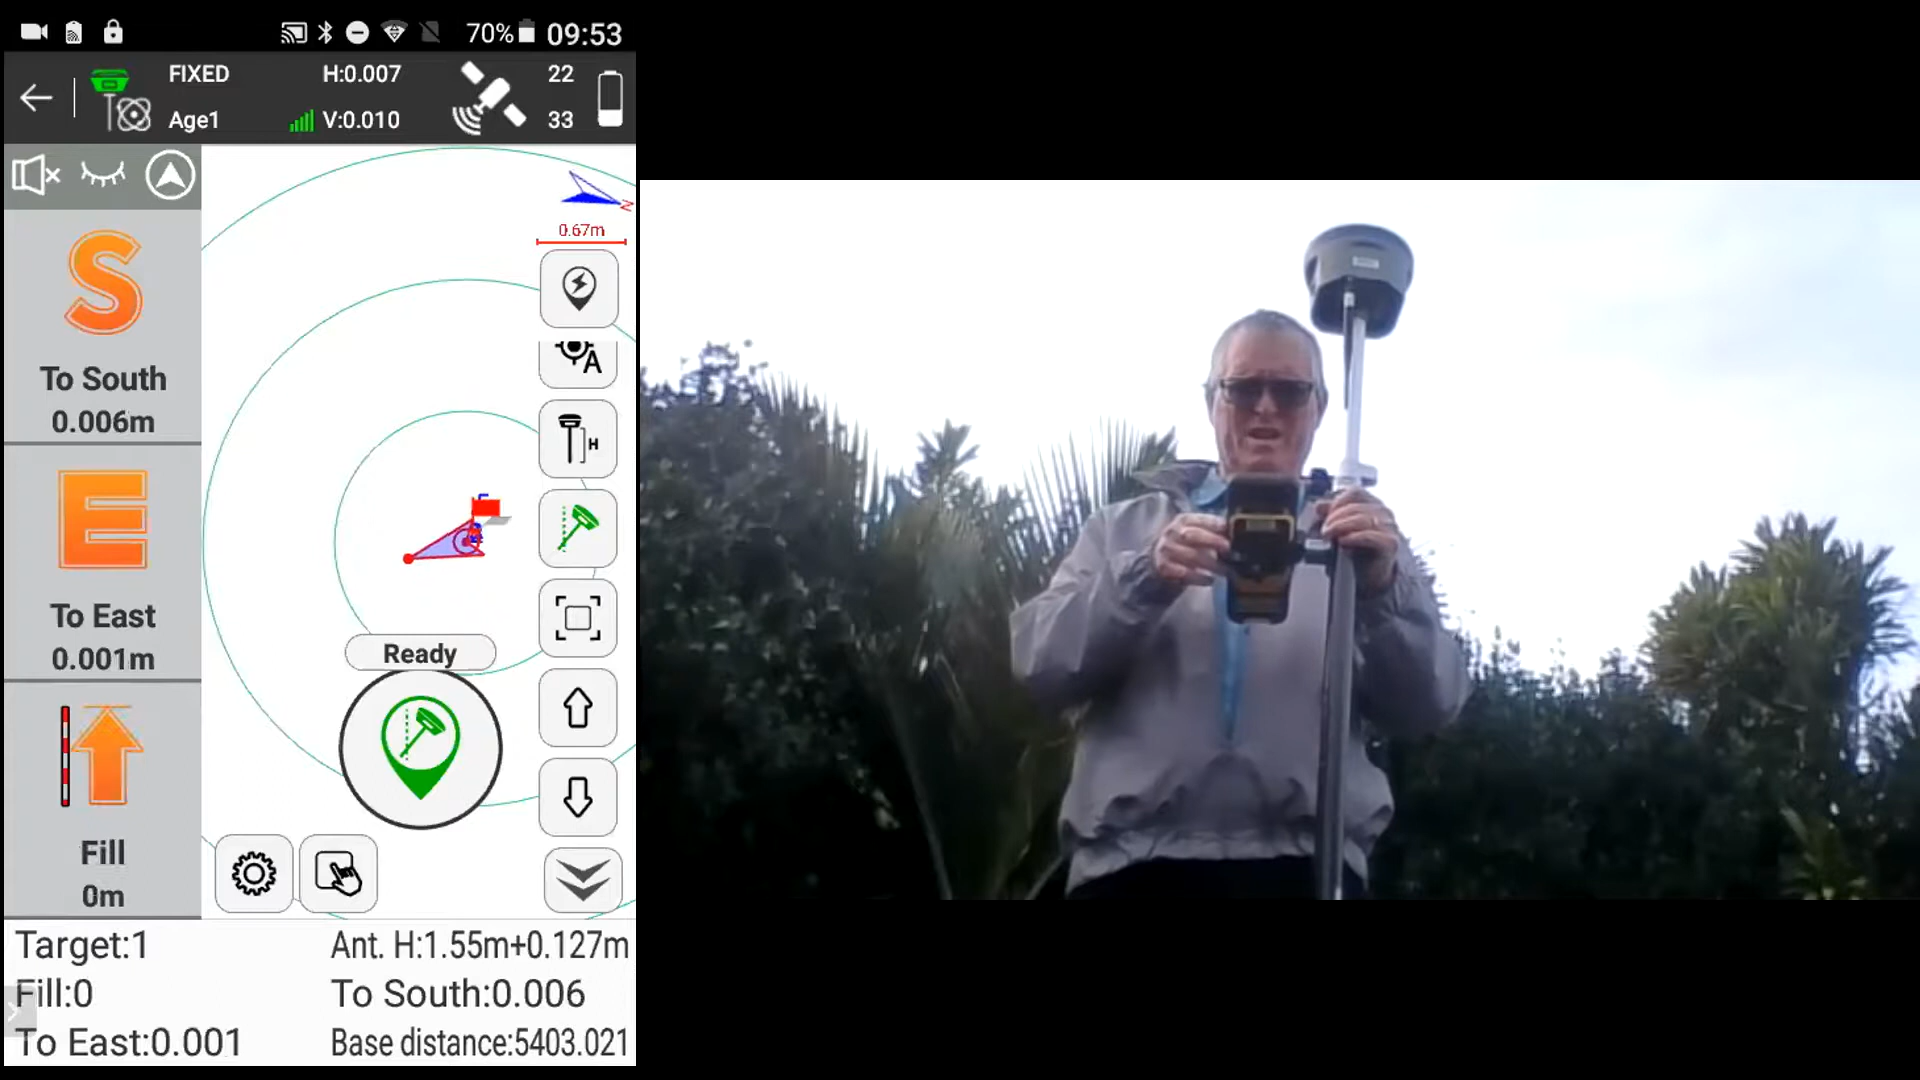 70% 09:53
FIXED H:0.007 22
Age1 V:0.010 33
N
0.67m
S
To South
0.006m
A
H
E
To East
0.001m
Ready
Fill
0m
Target:1 Ant. H:1.55m+0.127m
Fill:0 To South:0.006
To East:0.001 Base distance:5403.021